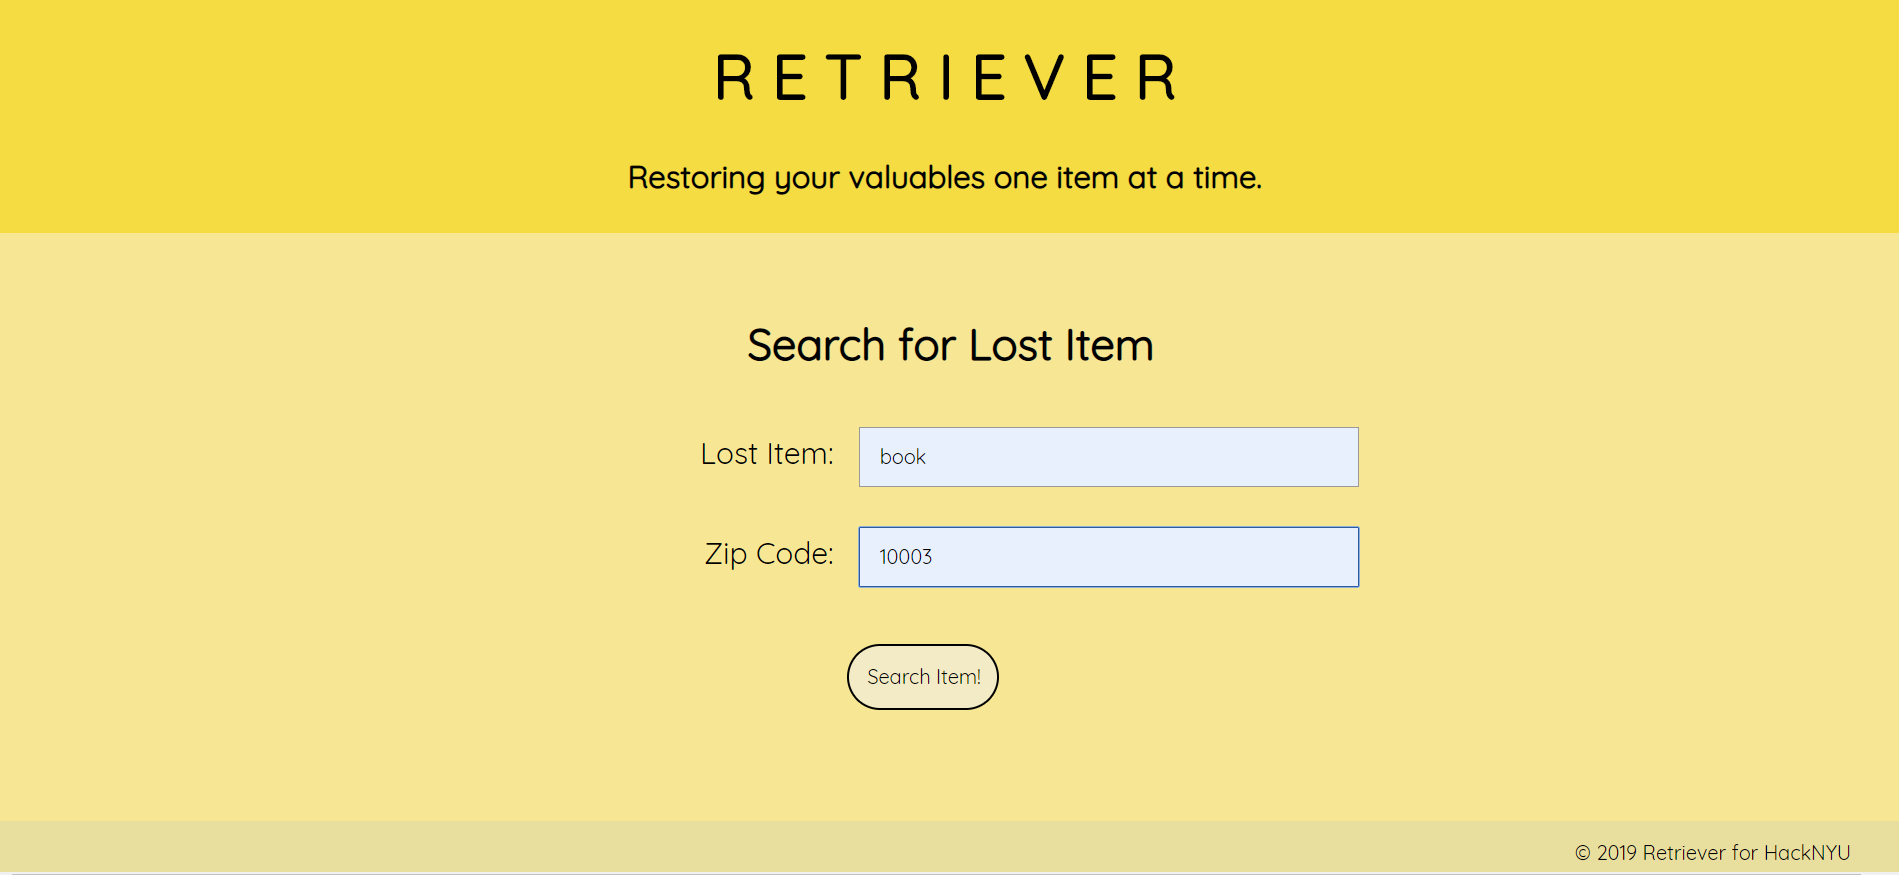 RETRIEVER
Restoring your valuables one item at a time.
Search for Lost Item
Lost Item: book
Zip Code: 10003
Search Item!
© 2019 Retriever for HackNYU